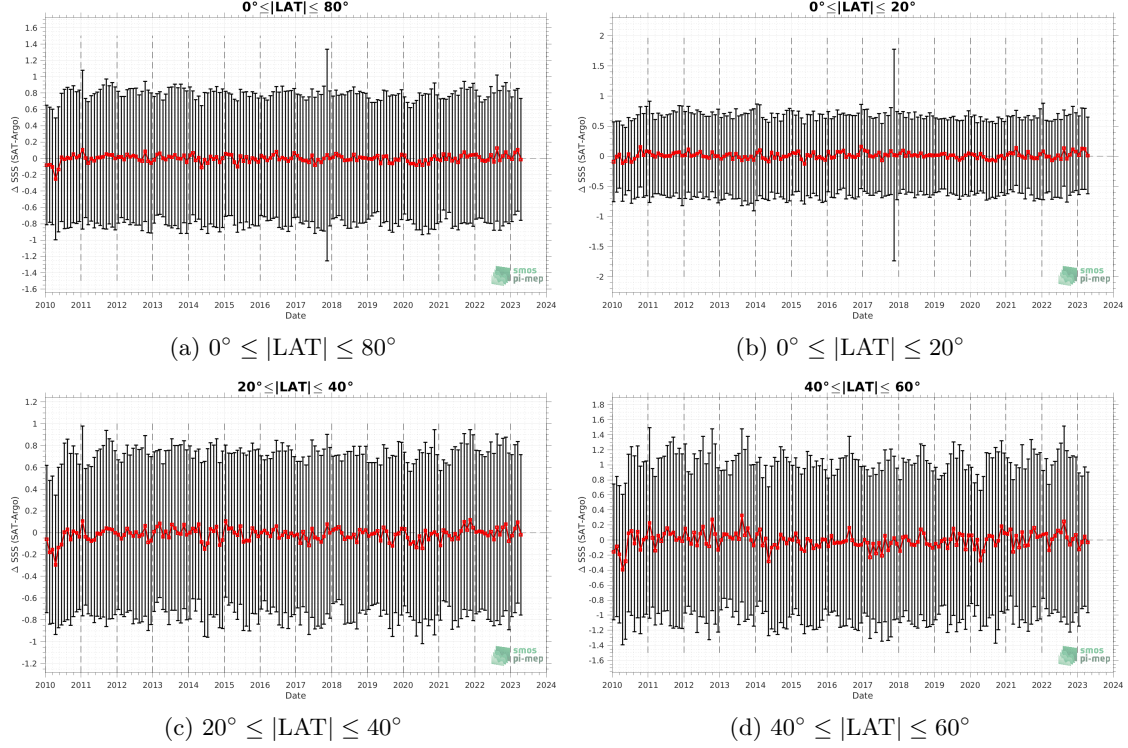 0°≤|LAT|≤ 80°
Δ SSS (SAT-Argo)
1.6
1.4
1.2
1
0.8
0.6
0.4
0.2
0
-0.2
-0.4
-0.6
-0.8
-1
-1.2
-1.4
-1.6
2010 2011 2012 2013 2014 2015 2016 2017 2018 2019 2020 2021 2022 2023 2024
Date
smos
pi-mep
(a) 0° ≤ |LAT| ≤ 80°
0°≤|LAT|≤ 20°
Δ SSS (SAT-Argo)
2
1.5
1
0.5
0
-0.5
-1
-1.5
-2
2010 2011 2012 2013 2014 2015 2016 2017 2018 2019 2020 2021 2022 2023 2024
Date
smos
pi-mep
(b) 0° ≤ |LAT| ≤ 20°
20°≤|LAT|≤ 40°
Δ SSS (SAT-Argo)
1.2
1
0.8
0.6
0.4
0.2
0
-0.2
-0.4
-0.6
-0.8
-1
-1.2
2010 2011 2012 2013 2014 2015 2016 2017 2018 2019 2020 2021 2022 2023 2024
Date
smos
pi-mep
(c) 20° ≤ |LAT| ≤ 40°
40°≤|LAT|≤ 60°
Δ SSS (SAT-Argo)
1.8
1.6
1.4
1.2
1
0.8
0.6
0.4
0.2
0
-0.2
-0.4
-0.6
-0.8
-1
-1.2
-1.4
-1.6
2010 2011 2012 2013 2014 2015 2016 2017 2018 2019 2020 2021 2022 2023 2024
Date
smos
pi-mep
(d) 40° ≤ |LAT| ≤ 60°